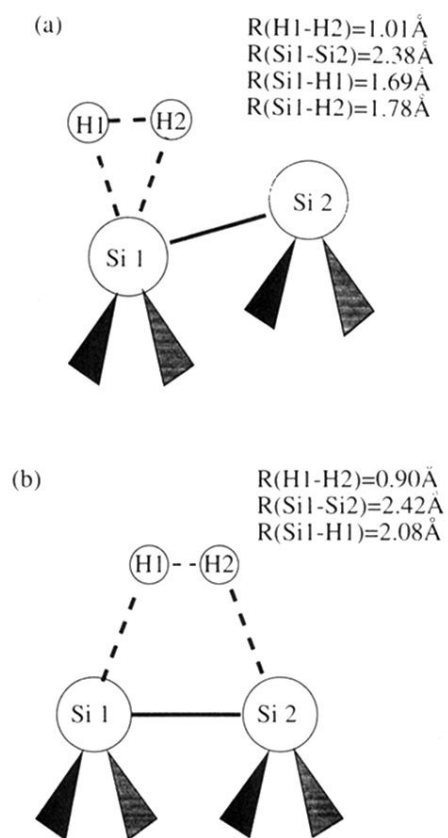 (a)
R(H1-H2)=1.01Å
R(Si1-Si2)=2.38Å
R(Si1-H1)=1.69Å
R(Si1-H2)=1.78Å
H1
H2
Si 2
Si 1
(b)
R(H1-H2)=0.90Å
R(Si1-Si2)=2.42Å
R(Si1-H1)=2.08Å
H1
H2
Si 1
Si 2